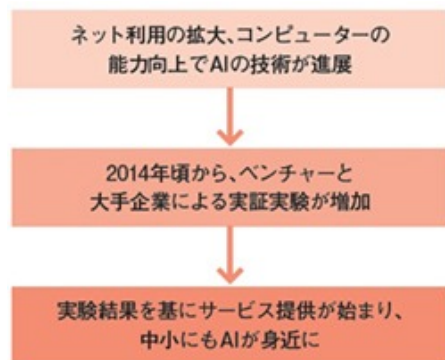 ネット利用の拡大、コンピューターの
能力向上でAIの技術が進展
2014年頃から、ベンチャーと
大手企業による実証実験が増加
実験結果を基にサービス提供が始まり、
中小にもAIが身近に